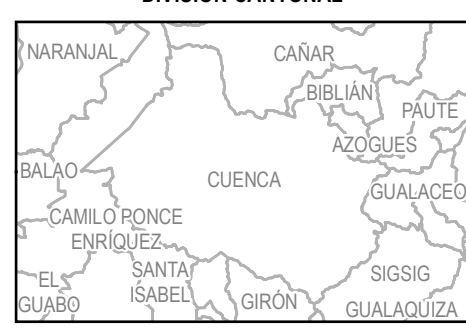 DIVISIÓN CANTONAL
NARANJAL
CAÑAR
BIBLIÁN
PAUTE
AZOGUES
BALAO
CUENCA
GUALACEO
CAMILO PONCE
ENRÍQUEZ
EL
GUABO
SANTA
ISABEL
GIRÓN
SIGSIG
GUALAQUIZA